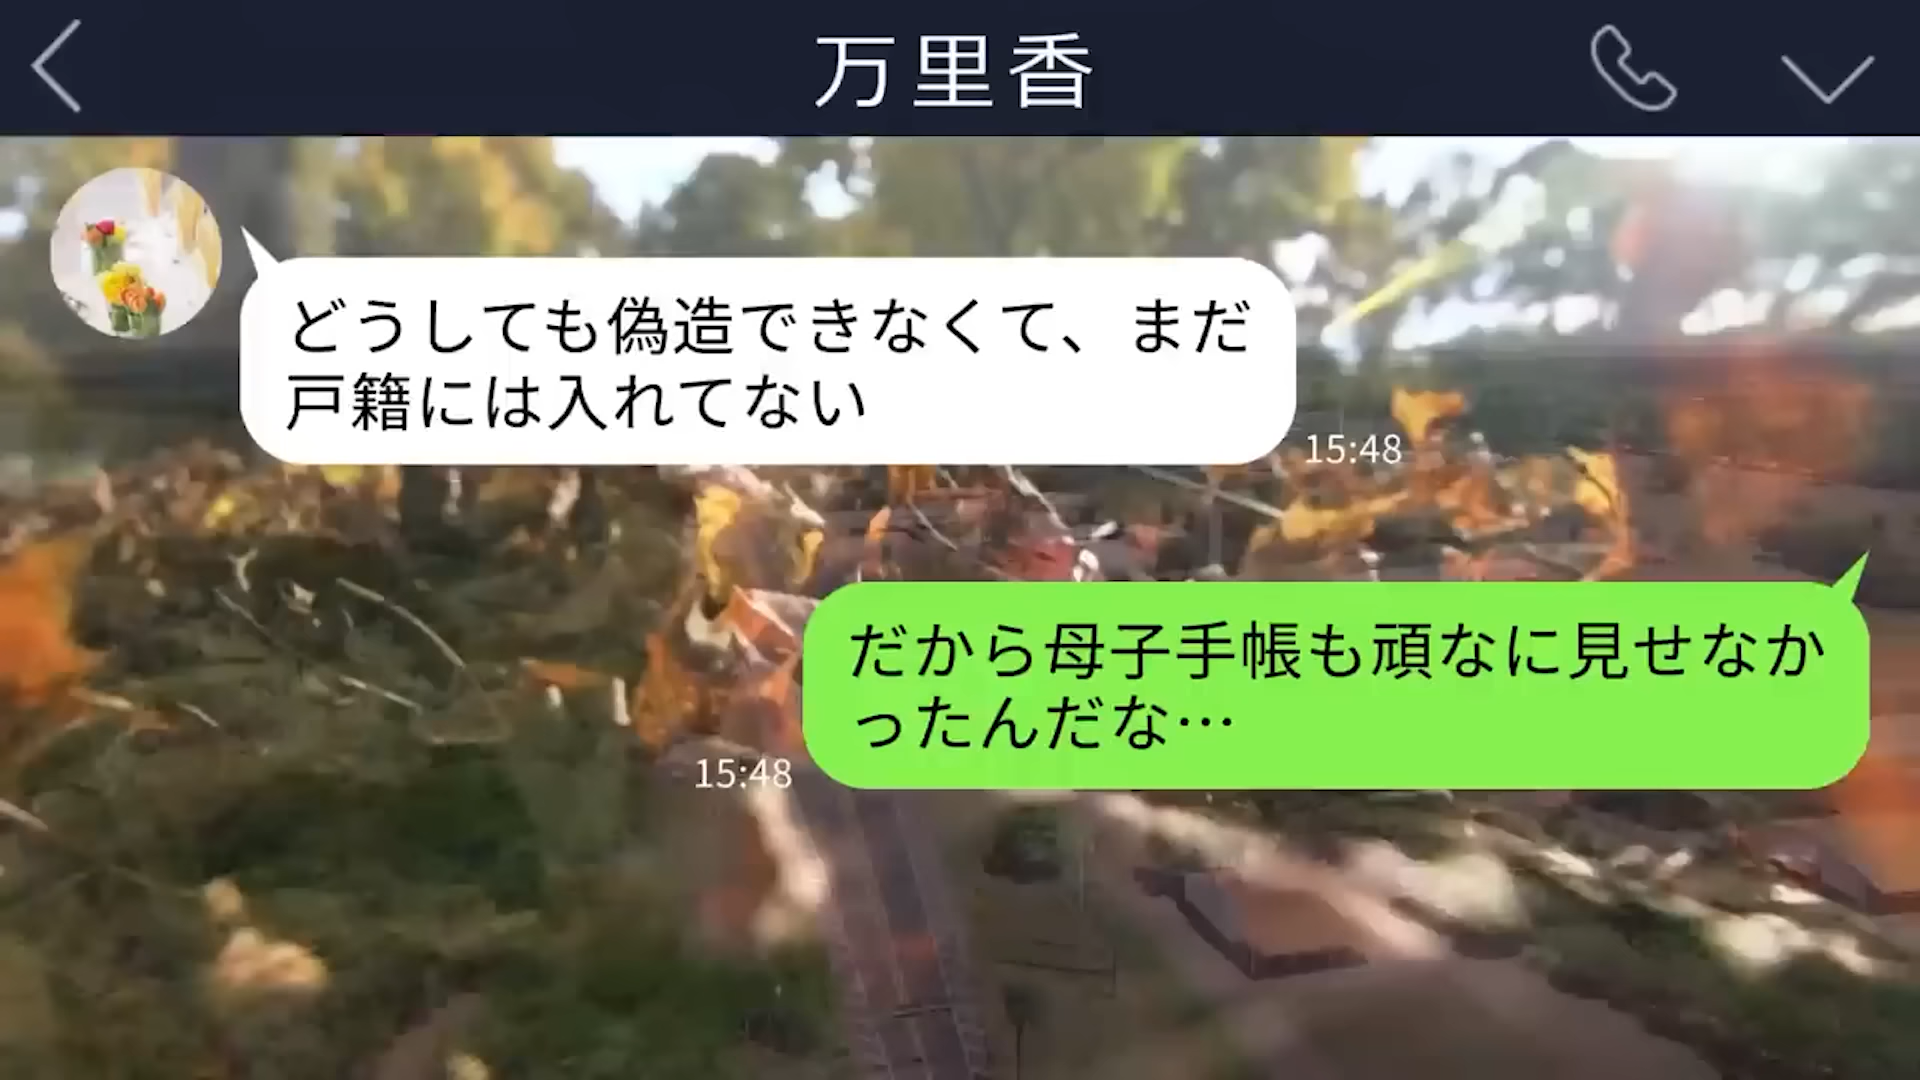 万里香
どうしても偽造できなくて、まだ
戸籍には入れてない
15:48
だから母子手帳も頑なに見せなか
ったんだな…
15:48